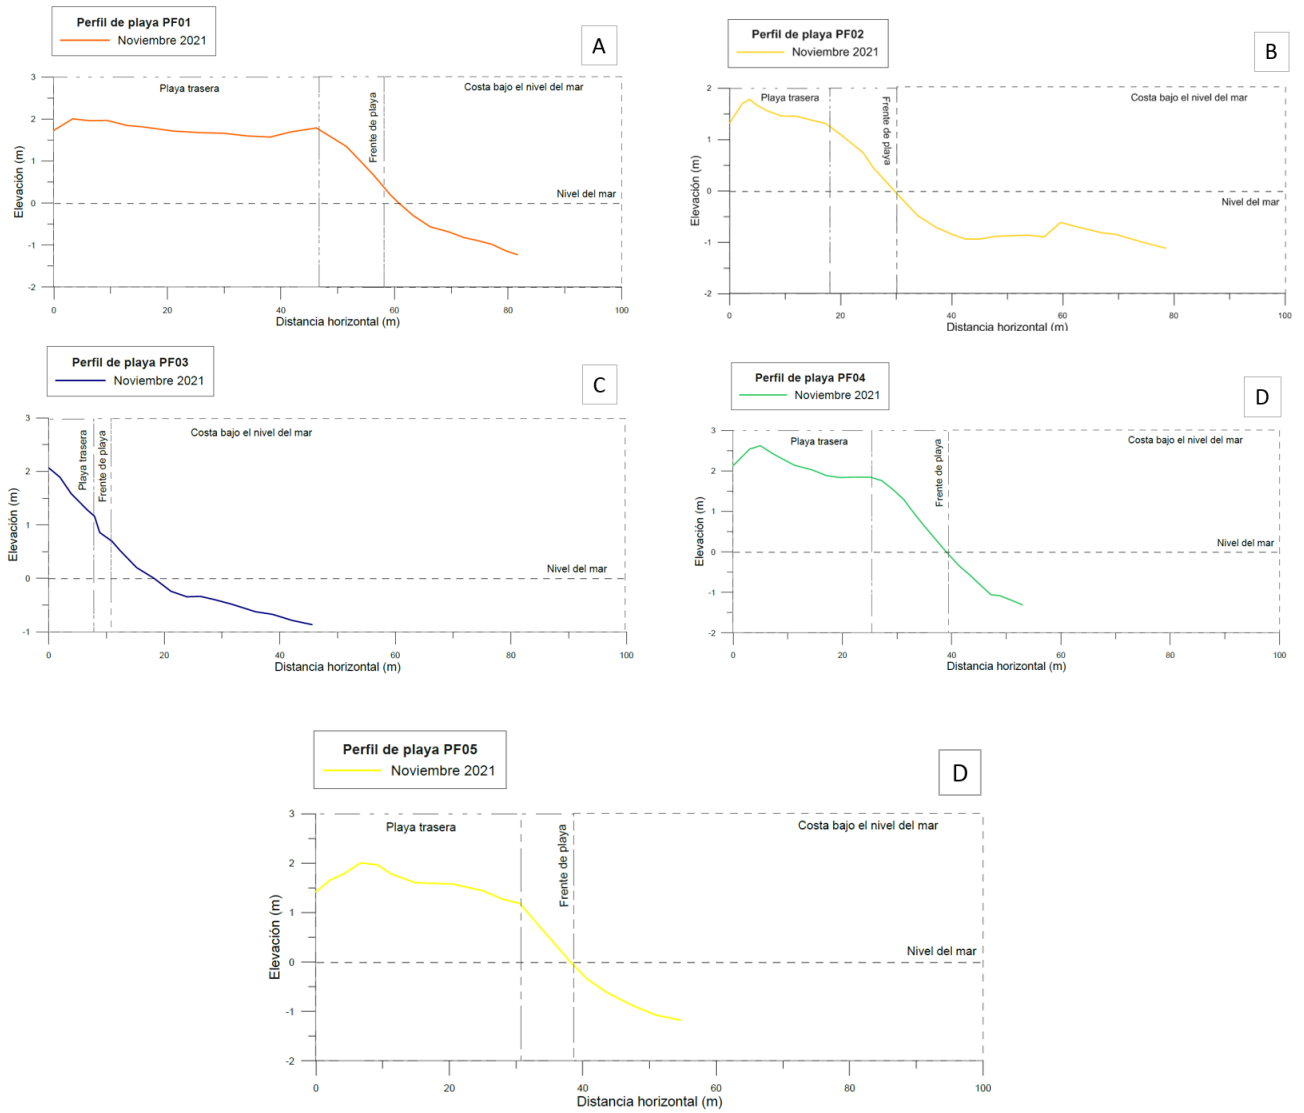 Perfil de playa PF01
Noviembre 2021
A
Playa trasera
Frente de playa
Costa bajo el nivel del mar
Nivel del mar
Elevación (m)
3
2
1
0
-1
-2
0
20
40
60
80
100
Distancia horizontal (m)
Perfil de playa PF02
Noviembre 2021
B
Playa trasera
Frente de playa
Costa bajo el nivel del mar
Nivel del mar
Elevación (m)
2
1
0
-1
-2
0
20
40
60
80
100
Distancia horizontal (m)
Perfil de playa PF03
Noviembre 2021
C
Playa trasera
Frente de playa
Costa bajo el nivel del mar
Nivel del mar
Elevación (m)
3
2
1
0
-1
0
20
40
60
80
100
Distancia horizontal (m)
Perfil de playa PF04
Noviembre 2021
D
Playa trasera
Frente de playa
Costa bajo el nivel del mar
Nivel del mar
Elevación (m)
3
2
1
0
-1
-2
0
20
40
60
80
100
Distancia horizontal (m)
Perfil de playa PF05
Noviembre 2021
D
Playa trasera
Frente de playa
Costa bajo el nivel del mar
Nivel del mar
Elevación (m)
3
2
1
0
-1
-2
0
20
40
60
80
100
Distancia horizontal (m)